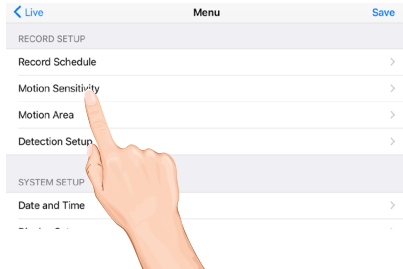 Live Menu Save
RECORD SETUP
Record Schedule
Motion Sensitivity
Motion Area
Detection Setup
SYSTEM SETUP
Date and Time